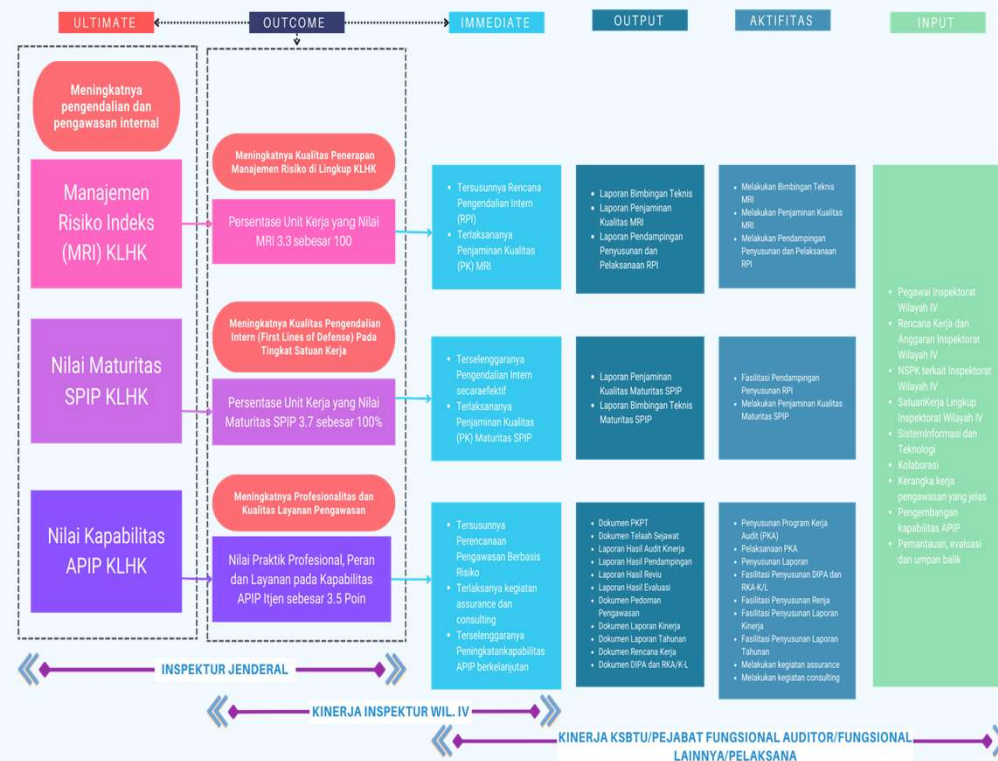 ULTIMATE
OUTCOME
IMMEDIATE
OUTPUT
AKTIFITAS
INPUT
Meningkatnya
pengendalian dan
pengawasan internal
Manajemen
Risiko Indeks
(MRI) KLHK
Nilai Maturitas
SPIP KLHK
Nilai Kapabilitas
APIP KLHK
Meningkatnya Kualitas Penerapan
Manajemen Risiko di Lingkup KLHK
Persentase Unit Kerja yang Nilai
MRI 3.3 sebesar 100
Meningkatnya Kualitas Pengendalian
Intern (First Lines of Defense) Pada
Tingkat Satuan Kerja
Persentase Unit Kerja yang Nilai
Maturitas SPIP 3.7 sebesar 100%
Meningkatnya Profesionalitas dan
Kualitas Layanan Pengawasan
Nilai Praktik Profesional, Peran
dan Layanan pada Kapabilitas
APIP Itjen sebesar 3.5 Poin
• Tersusunnya Rencana
Pengendalian Intern
(RPI)
• Terlaksananya
Penjaminan Kualitas
(PK) MRI
• Terselenggaranya
Pengendalian Intern
secaraefektif
• Terlaksananya
Penjaminan Kualitas
(PK) Maturitas SPIP
• Tersusunnya
Perencanaan
Pengawasan Berbasis
Risiko
• Terlaksanya kegiatan
assurance dan
consulting
• Terselenggaranya
Peningkatankapabilitas
APIP berkelanjutan
• Laporan Bimbingan Teknis
• Laporan Penjaminan
Kualitas MRI
• Laporan Pendampingan
Penyusunan dan
Pelaksanaan RPI
• Laporan Penjaminan
Kualitas Maturitas SPIP
• Laporan Bimbingan Teknis
Maturitas SPIP
• Dokumen PKPT
• Dokumen Telaah Sejawat
• Laporan Hasil Audit Kinerja
• Laporan Hasil Pendampingan
• Laporan Hasil Reviu
• Laporan Hasil Evaluasi
• Dokumen Pedoman
Pengawasan
• Dokumen Laporan Kinerja
• Dokumen Laporan Tahunan
• Dokumen Rencana Kerja
• Dokumen DIPA dan RKA/K-L
• Melakukan Bimbingan Teknis
MRI
• Melakukan Penjaminan Kualitas
MRI
• Melakukan Pendampingan
Penyusunan dan Pelaksanaan
RPI
• Fasilitasi Pendampingan
Penyusunan RPI
• Melakukan Penjaminan Kualitas
Maturitas SPIP
• Penyusunan Program Kerja
Audit (PKA)
• Pelaksanaan PKA
• Penyusunan Laporan
• Fasilitasi Penyusunan DIPA dan
RKA-K/L
• Fasilitasi Penyusunan Renja
• Fasilitasi Penyusunan Laporan
Kinerja
• Fasilitasi Penyusunan Laporan
Tahunan
• Melakukan kegiatan assurance
• Melakukan kegiatan consulting
• Pegawai Inspektorat
Wilayah IV
• Rencana Kerja dan
Anggaran Inspektorat
Wilayah IV
• NSPK terkait Inspektorat
Wilayah IV
• SatuanKerja Lingkup
Inspektorat Wilayah IV
• SistemInformasi dan
Teknologi
• Kolaborasi
• Kerangka kerja
pengawasan yang jelas
• Pengembangan
kapabilitas APIP
• Pemantauan, evaluasi
dan umpan balik
INSPEKTUR JENDERAL
KINERJA INSPEKTUR WIL. IV
KINERJA KSBTU/PEJABAT FUNGSIONAL AUDITOR/FUNGSIONAL
LAINNYA/PELAKSANA